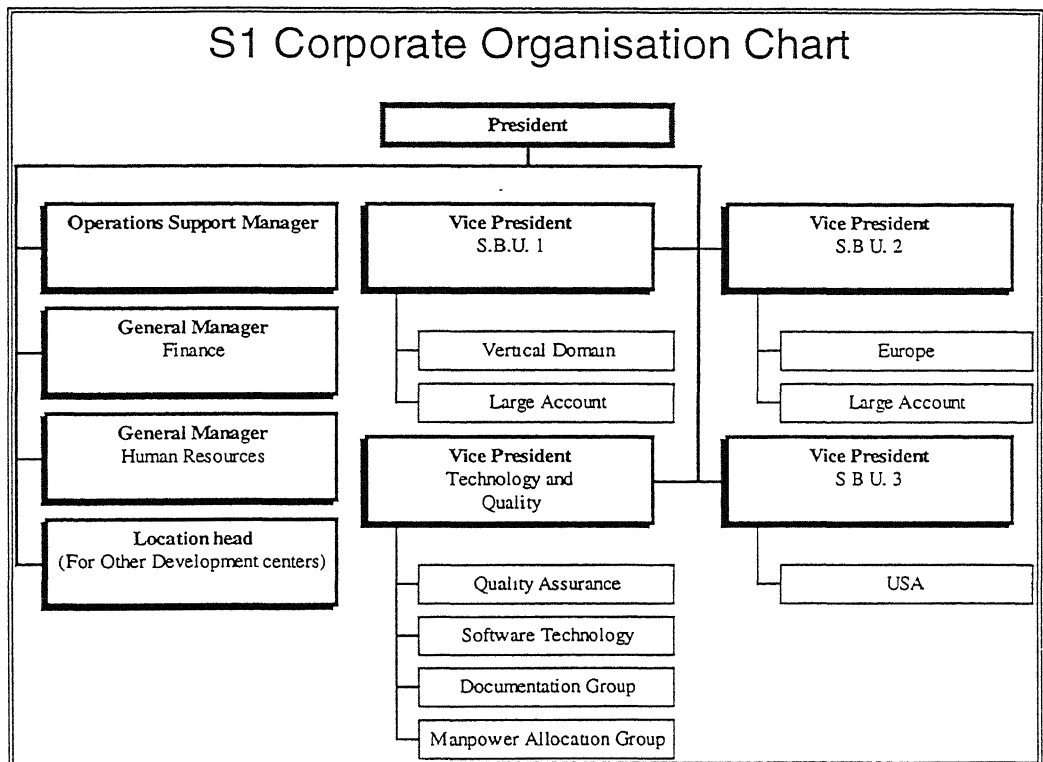 S1 Corporate Organisation Chart
President
Operations Support Manager
General Manager
Finance
General Manager
Human Resources
Location head
(For Other Development centers)
Vice President
S.B.U. 1
Vertical Domain
Large Account
Vice President
Technology and
Quality
Quality Assurance
Software Technology
Documentation Group
Manpower Allocation Group
Vice President
S.B U. 2
Europe
Large Account
Vice President
S B U. 3
USA